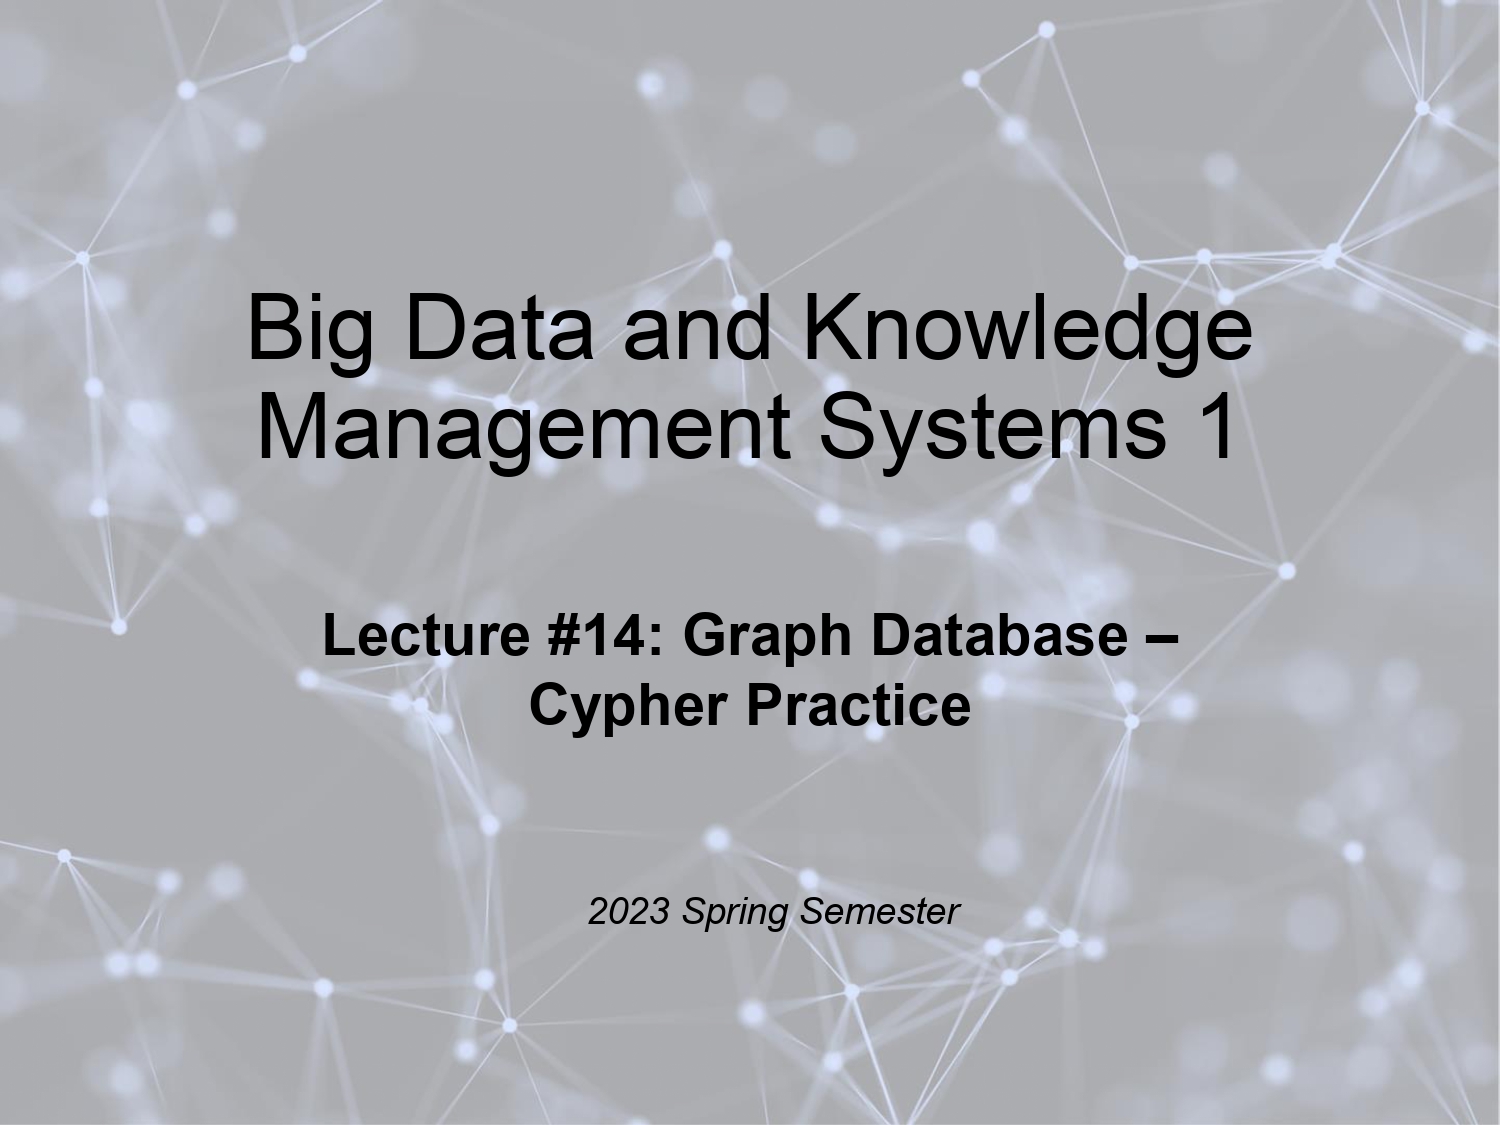 Big Data and Knowledge
Management Systems 1
Lecture #14: Graph Database –
Cypher Practice
2023 Spring Semester